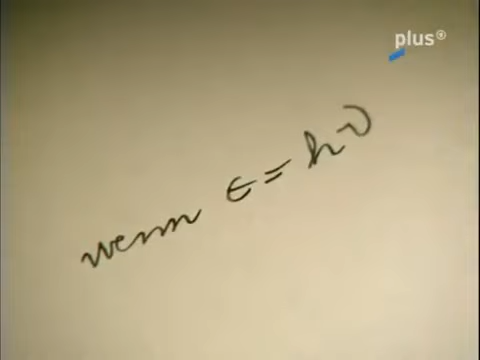 plus
wenn ϵ = hν